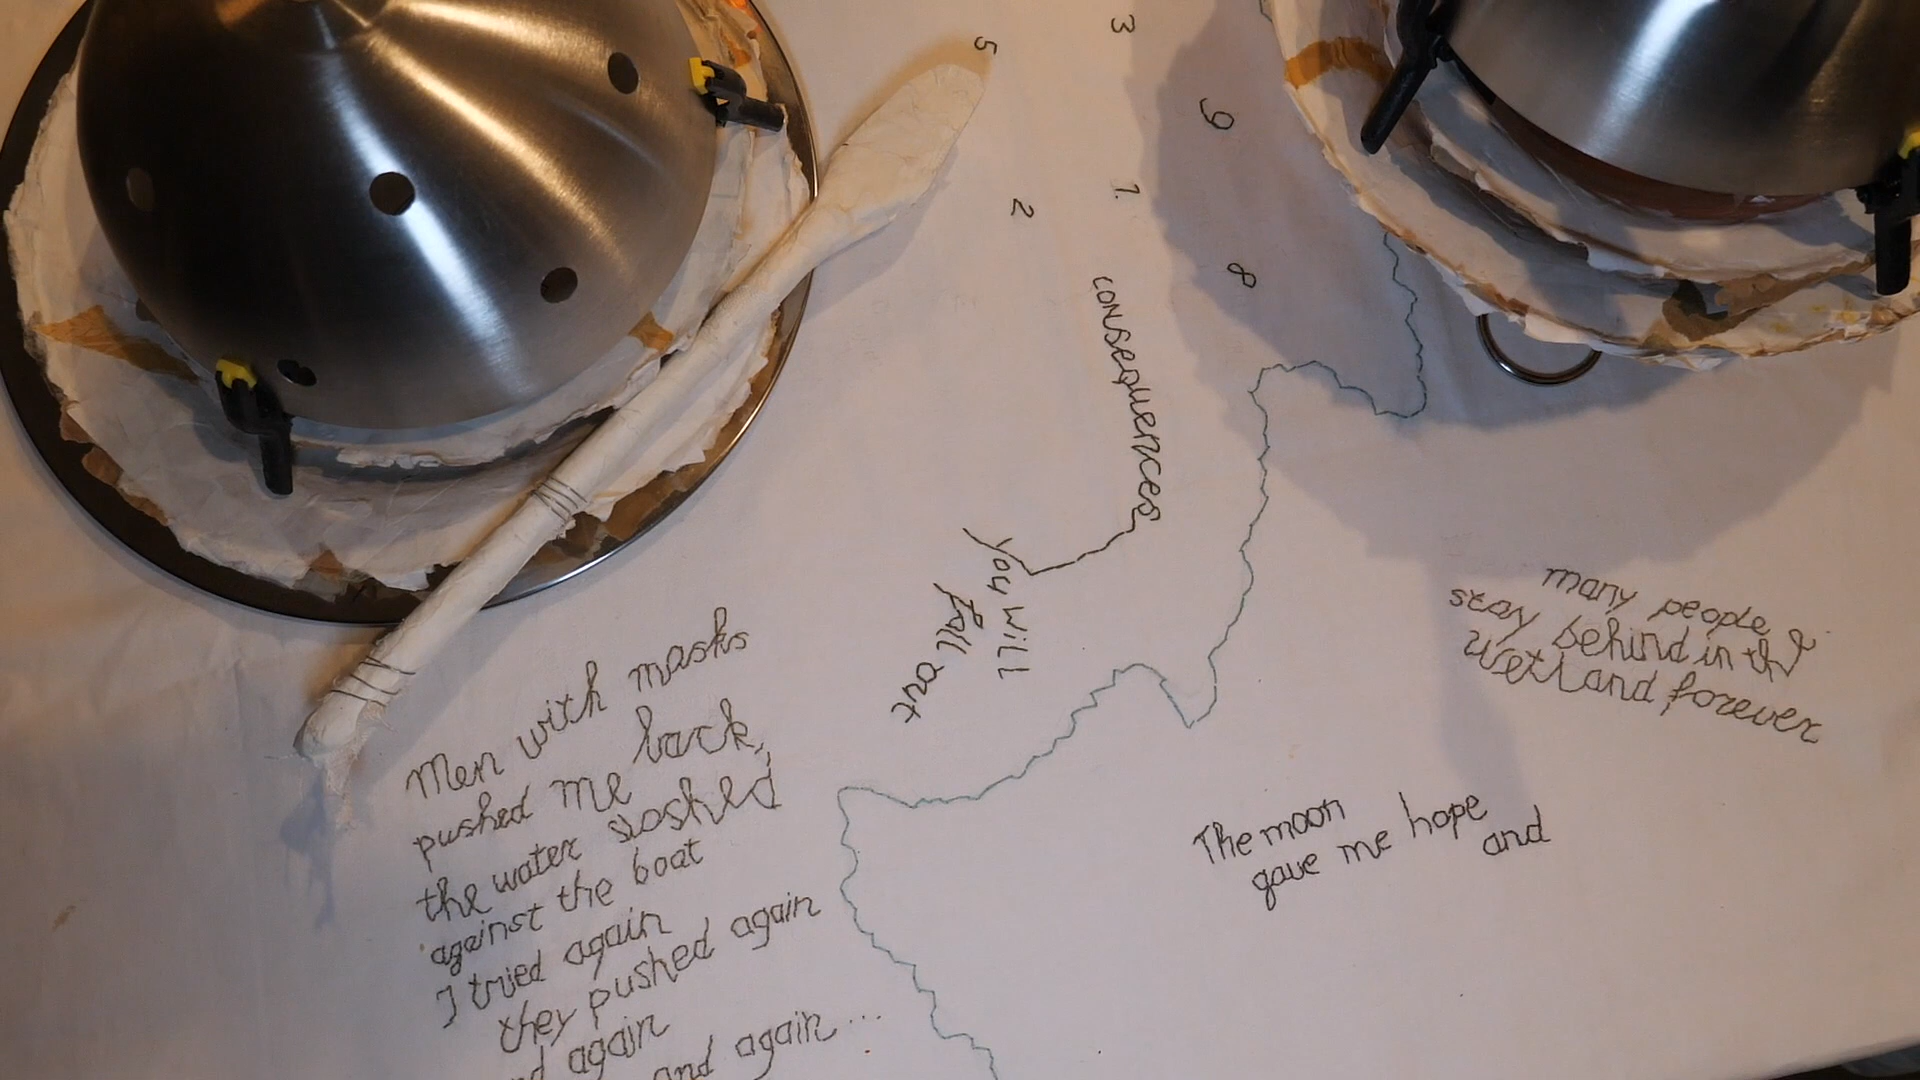 3
5
9
1.
2
8
consequences
you will
fall out
many people
stay behind in the
wetland forever
Men with masks
pushed me back,
the water sloshed
against the boat
I tried again
they pushed again
again
and again...
The moon
gave me hope
and